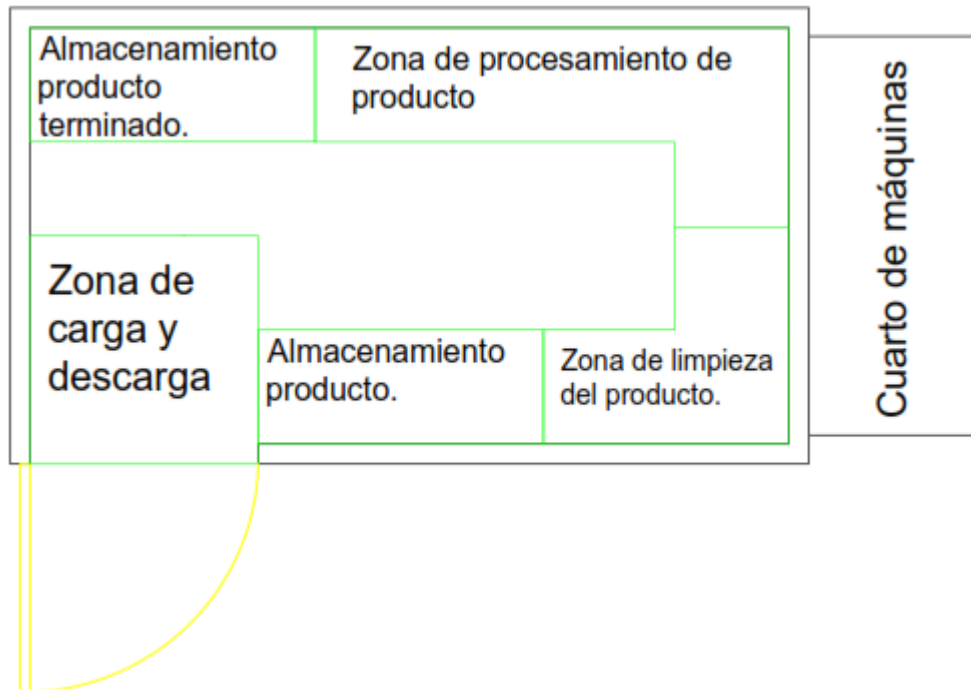 Almacenamiento
producto
terminado.
Zona de procesamiento de
producto
Cuarto de máquinas
Zona de
carga y
descarga
Almacenamiento
producto.
Zona de limpieza
del producto.